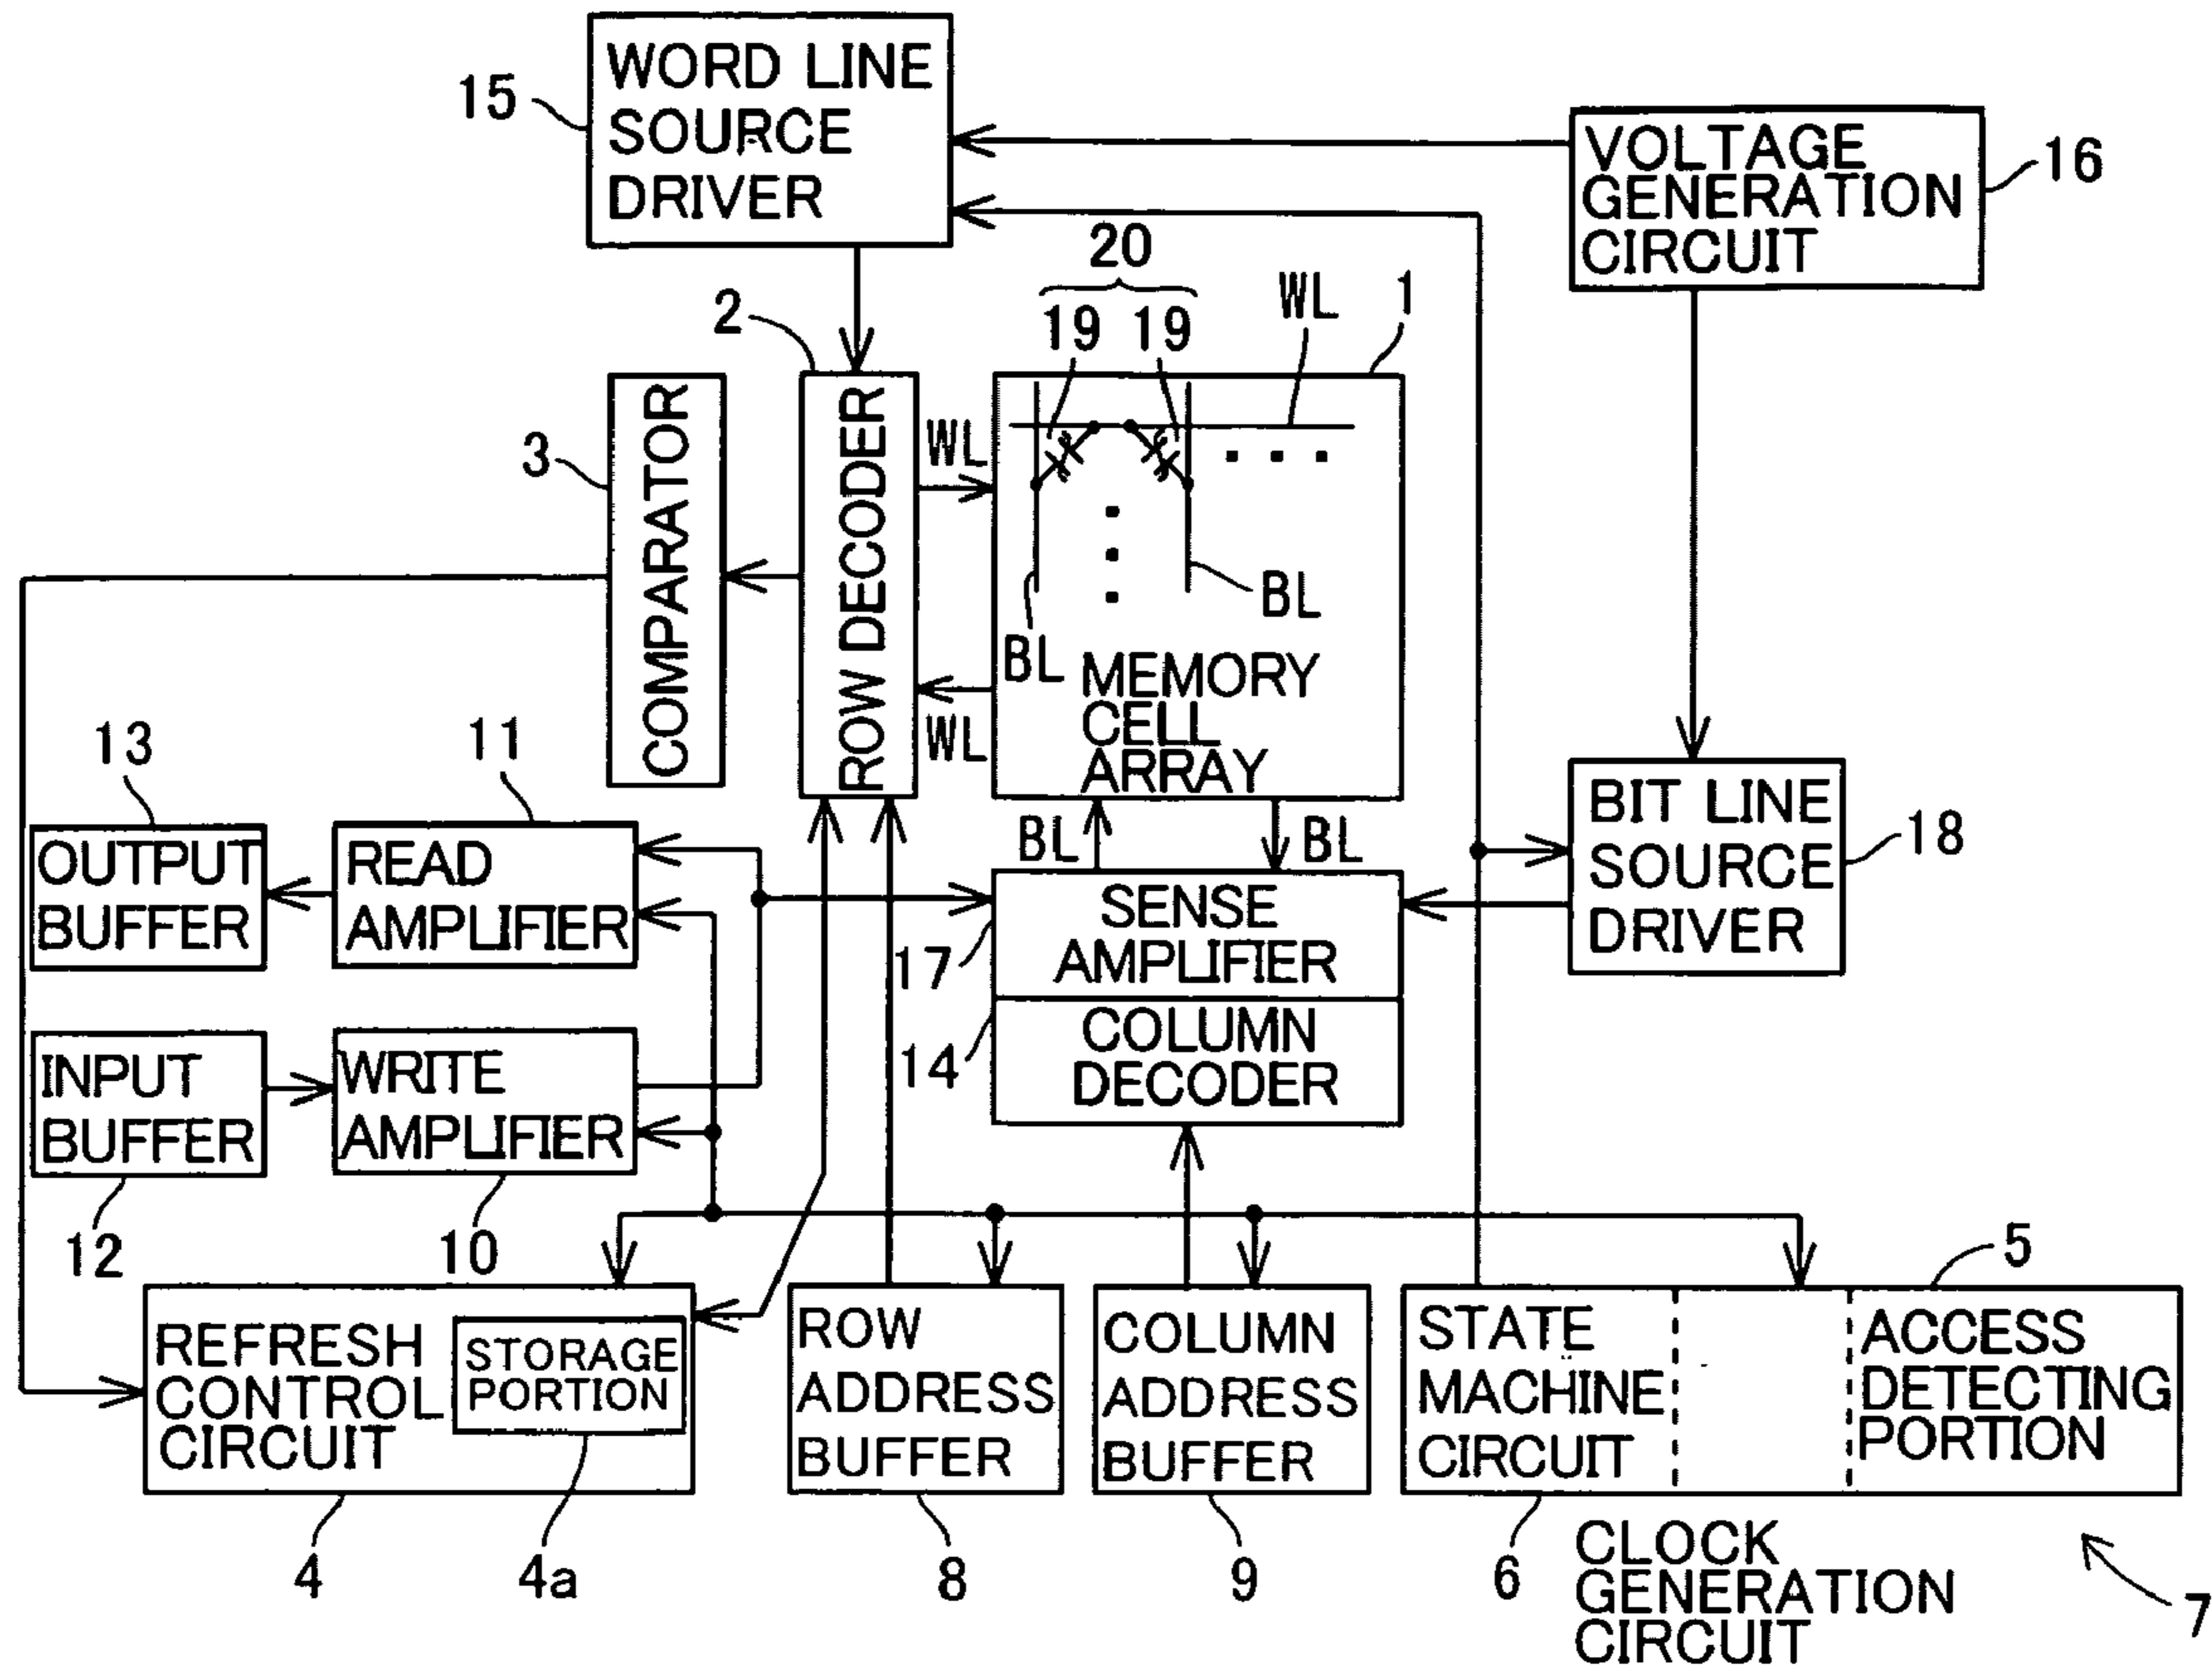 WORD LINE
SOURCE
DRIVER
15
VOLTAGE
GENERATION
CIRCUIT
16
20
19 19
WL
1
2
3
COMPARATOR
ROW DECODER
WL
WL
BL
BL
MEMORY
CELL
ARRAY
13
11
OUTPUT
BUFFER
READ
AMPLIFIER
BL
BL
BIT LINE
SOURCE
DRIVER
18
SENSE
AMPLIFIER
17
COLUMN
DECODER
14
INPUT
BUFFER
WRITE
AMPLIFIER
12
10
5
REFRESH
CONTROL
CIRCUIT
STORAGE
PORTION
ROW
ADDRESS
BUFFER
COLUMN
ADDRESS
BUFFER
STATE
MACHINE
CIRCUIT
ACCESS
DETECTING
PORTION
4
4a
8
9
6
CLOCK
GENERATION
CIRCUIT
7